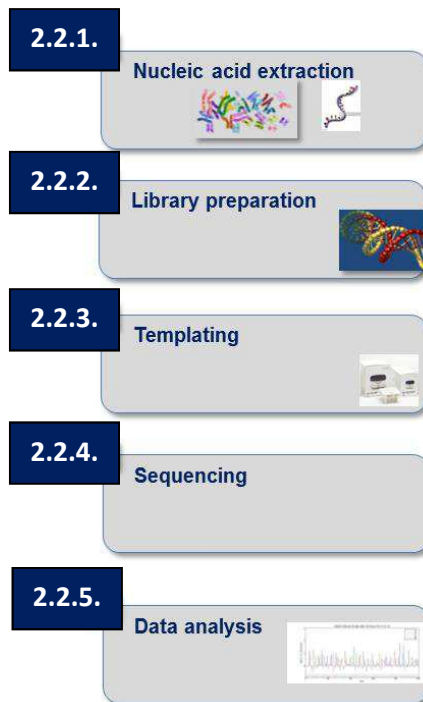 2.2.1.
Nucleic acid extraction
2.2.2.
Library preparation
2.2.3.
Templating
2.2.4.
Sequencing
2.2.5.
Data analysis